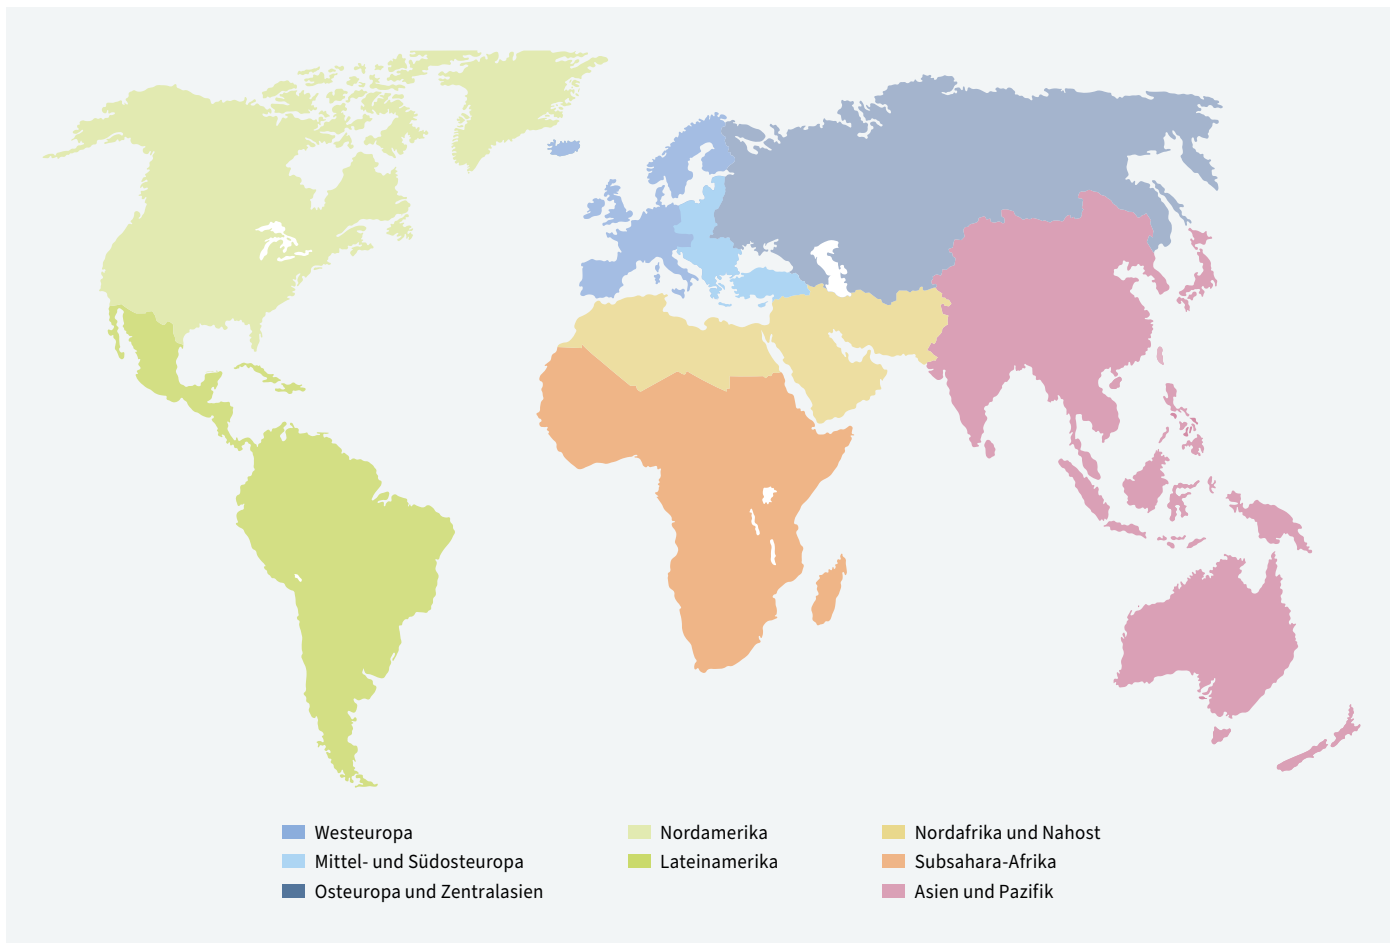 Westeuropa
Mittel- und Südosteuropa
Osteuropa und Zentralasien
Nordamerika
Lateinamerika
Nordafrika und Nahost
Subsahara-Afrika
Asien und Pazifik